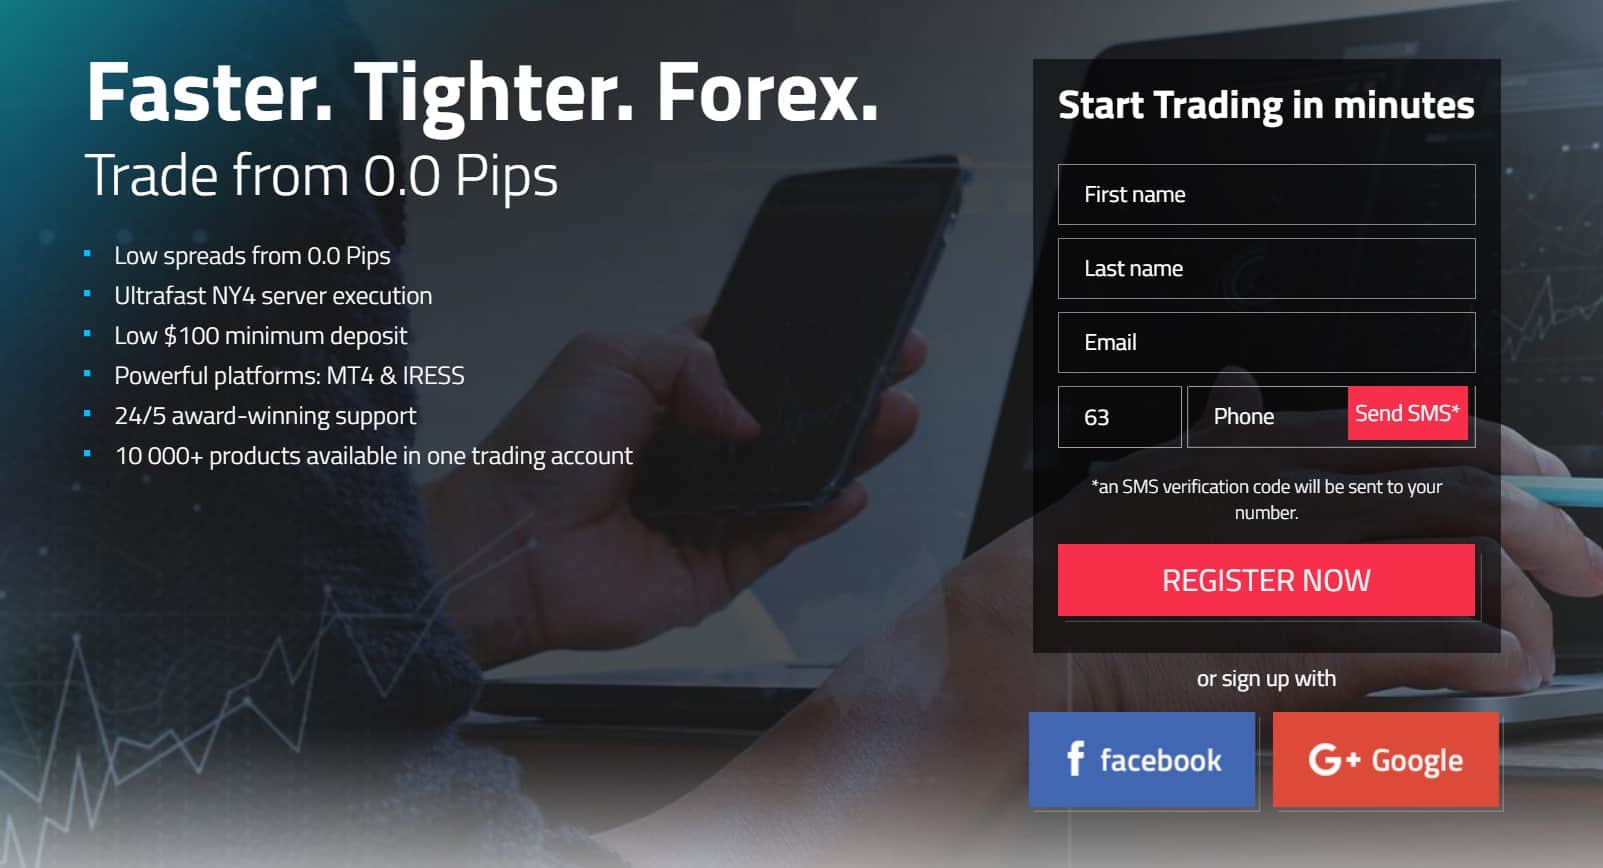 Faster. Tighter. Forex.
Trade from 0.0 Pips
Low spreads from 0.0 Pips
Ultrafast NY4 server execution
Low $100 minimum deposit
Powerful platforms: MT4 & IRESS
24/5 award-winning support
10 000+ products available in one trading account
Start Trading in minutes
First name
Last name
Email
63 Phone Send SMS*
*an SMS verification code will be sent to your
number.
REGISTER NOW
or sign up with
f facebook G+ Google